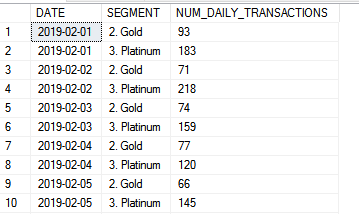 DATE SEGMENT NUM_DAILY_TRANSACTIONS
1 2019-02-01 2. Gold 93
2 2019-02-01 3. Platinum 183
3 2019-02-02 2. Gold 71
4 2019-02-02 3. Platinum 218
5 2019-02-03 2. Gold 74
6 2019-02-03 3. Platinum 159
7 2019-02-04 2. Gold 77
8 2019-02-04 3. Platinum 120
9 2019-02-05 2. Gold 66
10 2019-02-05 3. Platinum 145